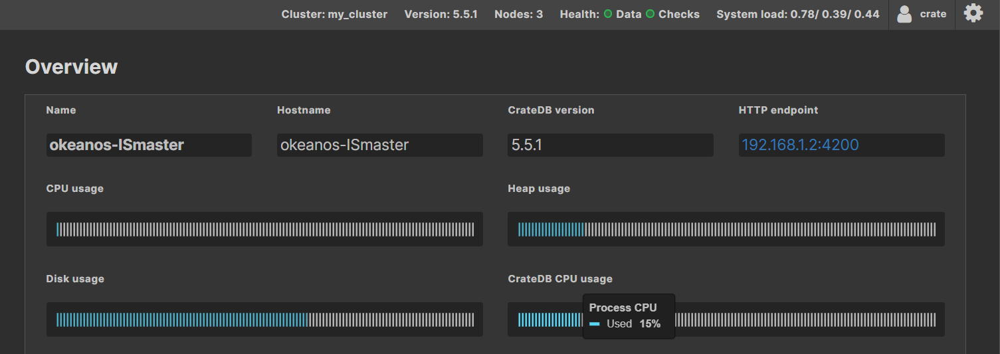 Cluster: my_cluster Version: 5.5.1 Nodes: 3 Health: Data Checks System load: 0.78/ 0.39/ 0.44 crate
Overview
Name Hostname CrateDB version HTTP endpoint
okeanos-ISmaster okeanos-ISmaster 5.5.1 192.168.1.2:4200
CPU usage Heap usage
Disk usage CrateDB CPU usage
Process CPU
Used 15%